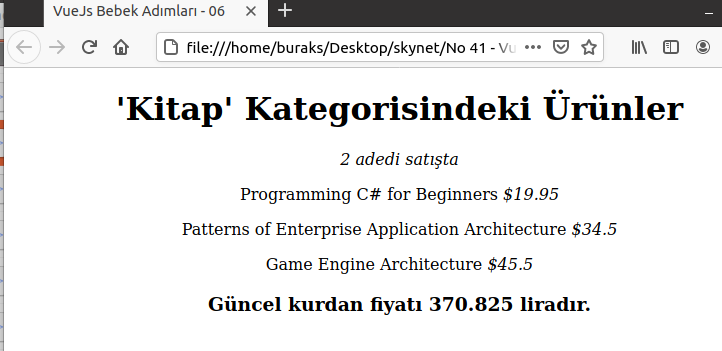 VueJs Bebek Adımları - 06
file:///home/buraks/Desktop/skynet/No 41 - Vu
'Kitap' Kategorisindeki Ürünler
2 adedi satışta
Programming C# for Beginners $19.95
Patterns of Enterprise Application Architecture $34.5
Game Engine Architecture $45.5
Güncel kurdan fiyatı 370.825 liradır.